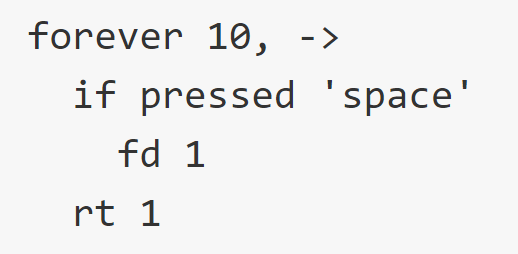 forever 10, ->
  if pressed 'space'
    fd 1
  rt 1